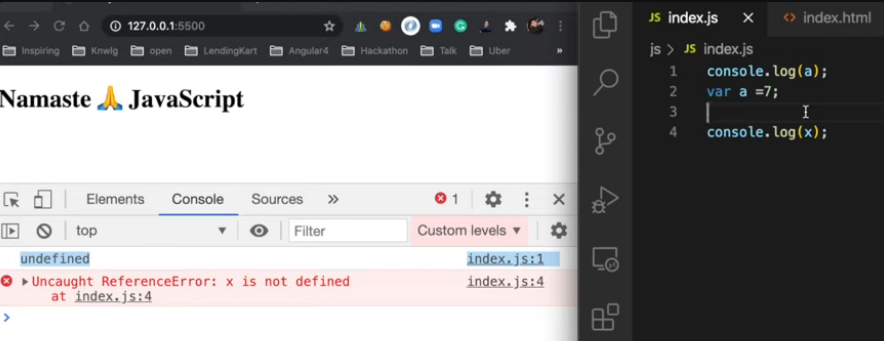 127.0.0.1:5500
Inspiring Knwlg open LendingKart Angular4 Hackathon Talk Uber »
Namaste 🙏 JavaScript
Elements Console Sources » 1
top Filter Custom levels
undefined index.js:1
Uncaught ReferenceError: x is not defined index.js:4
at index.js:4
JS index.js × <> index.html
js > JS index.js
1 console.log(a);
2 var a =7;
3
4 console.log(x);